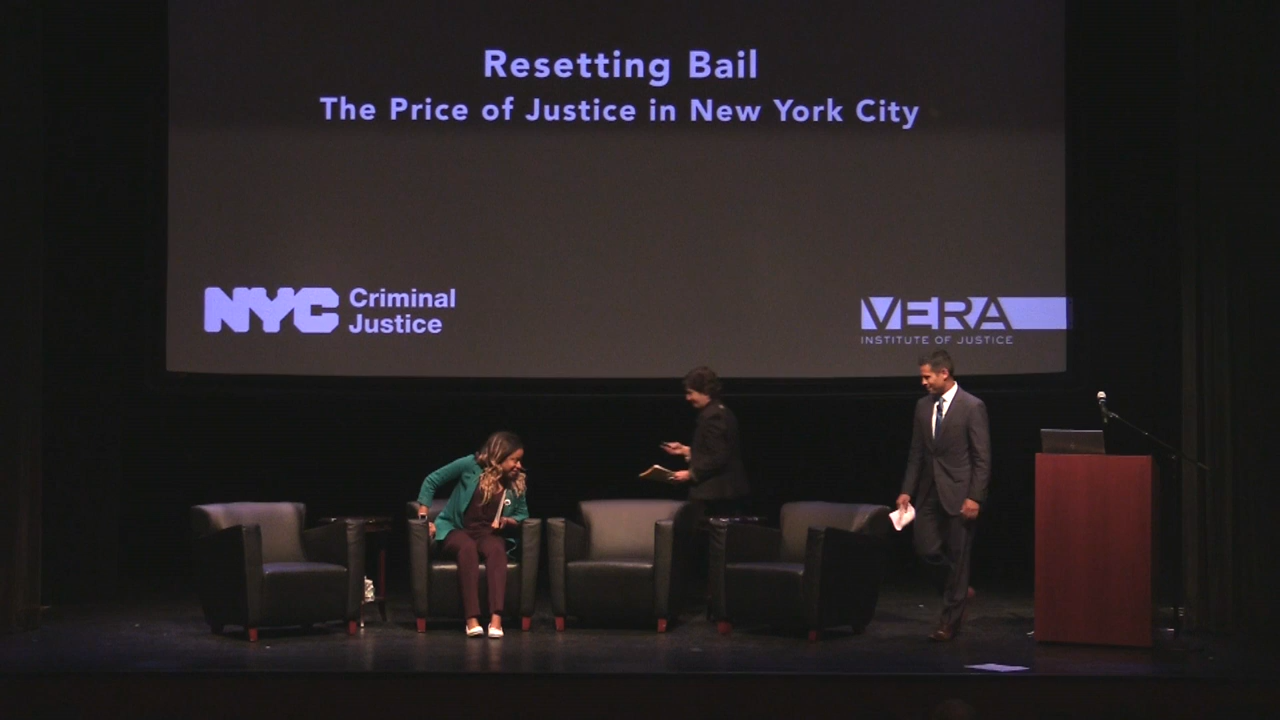 Resetting Bail
The Price of Justice in New York City
NYC Criminal
Justice
VERA
INSTITUTE OF JUSTICE